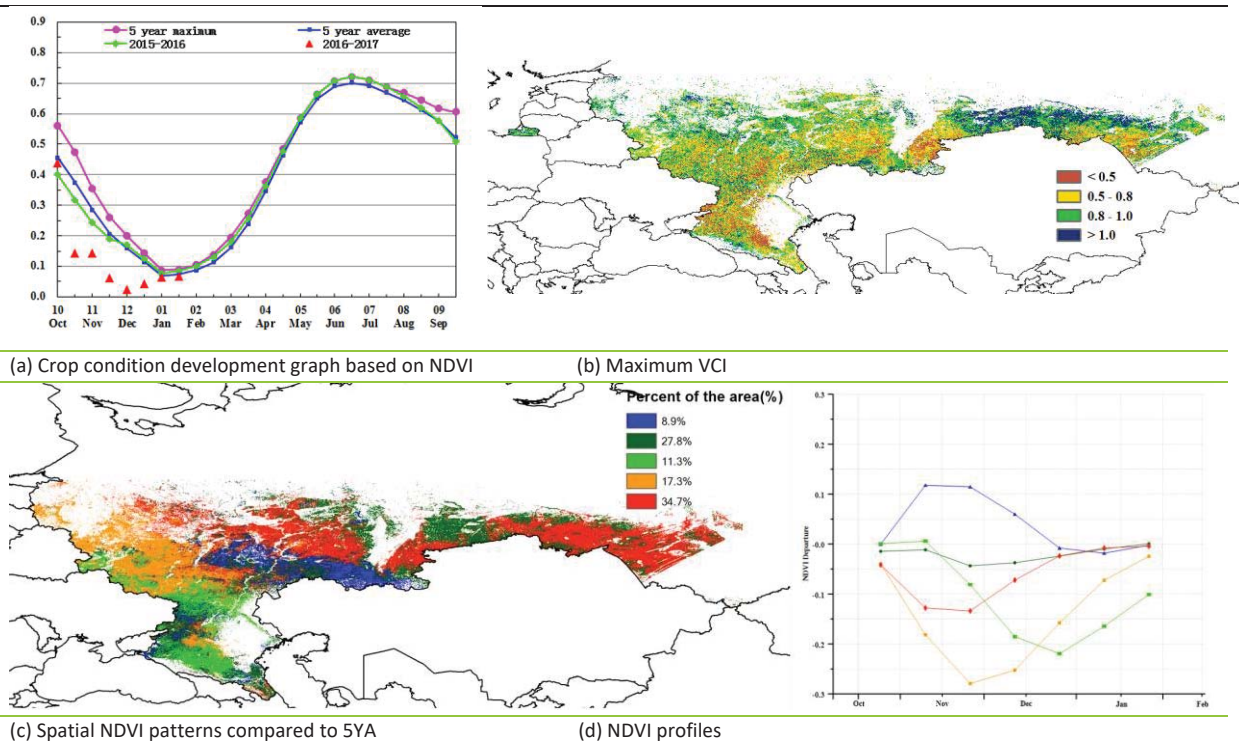 0.9
0.8
0.7
0.6
0.5
0.4
0.3
0.2
0.1
0.0
5 year maximum
5 year average
2015-2016
2016-2017
10 11 12 01 02 03 04 05 06 07 08 09
Oct Nov Dec Jan Feb Mar Apr May Jun Jul Aug Sep
< 0.5
0.5 - 0.8
0.8 - 1.0
> 1.0
(a) Crop condition development graph based on NDVI
(b) Maximum VCI
Percent of the area(%)
8.9%
27.8%
11.3%
17.3%
34.7%
0.3
0.2
0.1
-0.0
-0.1
-0.2
-0.3
NDVI Departure
Oct Nov Dec Jan Feb
(c) Spatial NDVI patterns compared to 5YA
(d) NDVI profiles